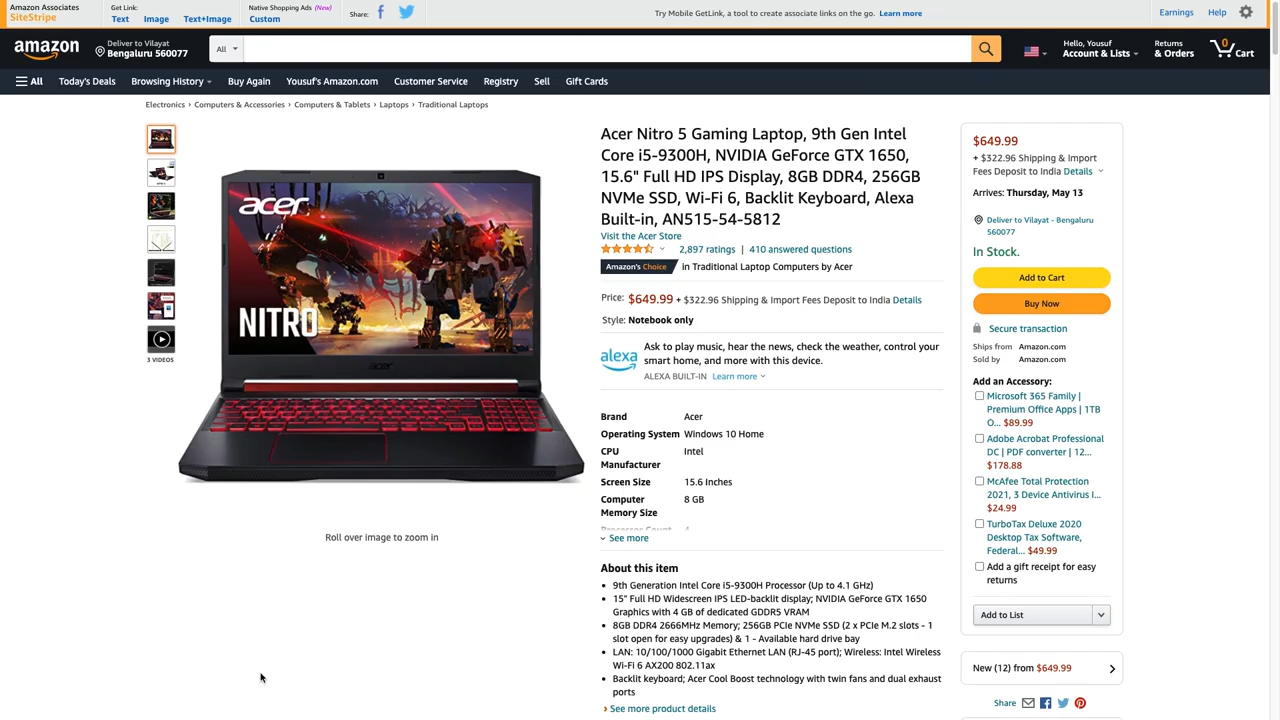 Amazon Associates
SiteStripe
Get Link:
Text Image Text+Image
Native Shopping Ads (New)
Custom
Share:
Try Mobile GetLink, a tool to create associate links on the go. Learn more
Earnings Help
amazon
Deliver to Vilayat
Bengaluru 560077
All
Hello, Yousuf
Account & Lists
Returns
& Orders
0
Cart
All Today's Deals Browsing History Buy Again Yousuf's Amazon.com Customer Service Registry Sell Gift Cards
Electronics › Computers & Accessories › Computers & Tablets › Laptops › Traditional Laptops
acer
NITRO
acer
3 VIDEOS
Roll over image to zoom in
Acer Nitro 5 Gaming Laptop, 9th Gen Intel
Core i5-9300H, NVIDIA GeForce GTX 1650,
15.6" Full HD IPS Display, 8GB DDR4, 256GB
NVMe SSD, Wi-Fi 6, Backlit Keyboard, Alexa
Built-in, AN515-54-5812
Visit the Acer Store
2,897 ratings | 410 answered questions
Amazon's Choice in Traditional Laptop Computers by Acer
Price: $649.99 + $322.96 Shipping & Import Fees Deposit to India Details
Style: Notebook only
alexa
Ask to play music, hear the news, check the weather, control your
smart home, and more with this device.
ALEXA BUILT-IN Learn more
Brand Acer
Operating System Windows 10 Home
CPU Manufacturer Intel
Screen Size 15.6 Inches
Computer Memory Size 8 GB
Processor Count 4
See more
About this item
• 9th Generation Intel Core i5-9300H Processor (Up to 4.1 GHz)
• 15" Full HD Widescreen IPS LED-backlit display; NVIDIA GeForce GTX 1650
Graphics with 4 GB of dedicated GDDR5 VRAM
• 8GB DDR4 2666MHz Memory; 256GB PCIe NVMe SSD (2 x PCIe M.2 slots - 1
slot open for easy upgrades) & 1 - Available hard drive bay
• LAN: 10/100/1000 Gigabit Ethernet LAN (RJ-45 port); Wireless: Intel Wireless
Wi-Fi 6 AX200 802.11ax
• Backlit keyboard; Acer Cool Boost technology with twin fans and dual exhaust
ports
› See more product details
$649.99
+ $322.96 Shipping & Import
Fees Deposit to India Details
Arrives: Thursday, May 13
Deliver to Vilayat - Bengaluru
560077
In Stock.
Add to Cart
Buy Now
Secure transaction
Ships from Amazon.com
Sold by Amazon.com
Add an Accessory:
Microsoft 365 Family |
Premium Office Apps | 1TB
O... $89.99
Adobe Acrobat Professional
DC | PDF converter | 12...
$178.88
McAfee Total Protection
2021, 3 Device Antivirus I...
$24.99
TurboTax Deluxe 2020
Desktop Tax Software,
Federal... $49.99
Add a gift receipt for easy
returns
Add to List
New (12) from $649.99
Share